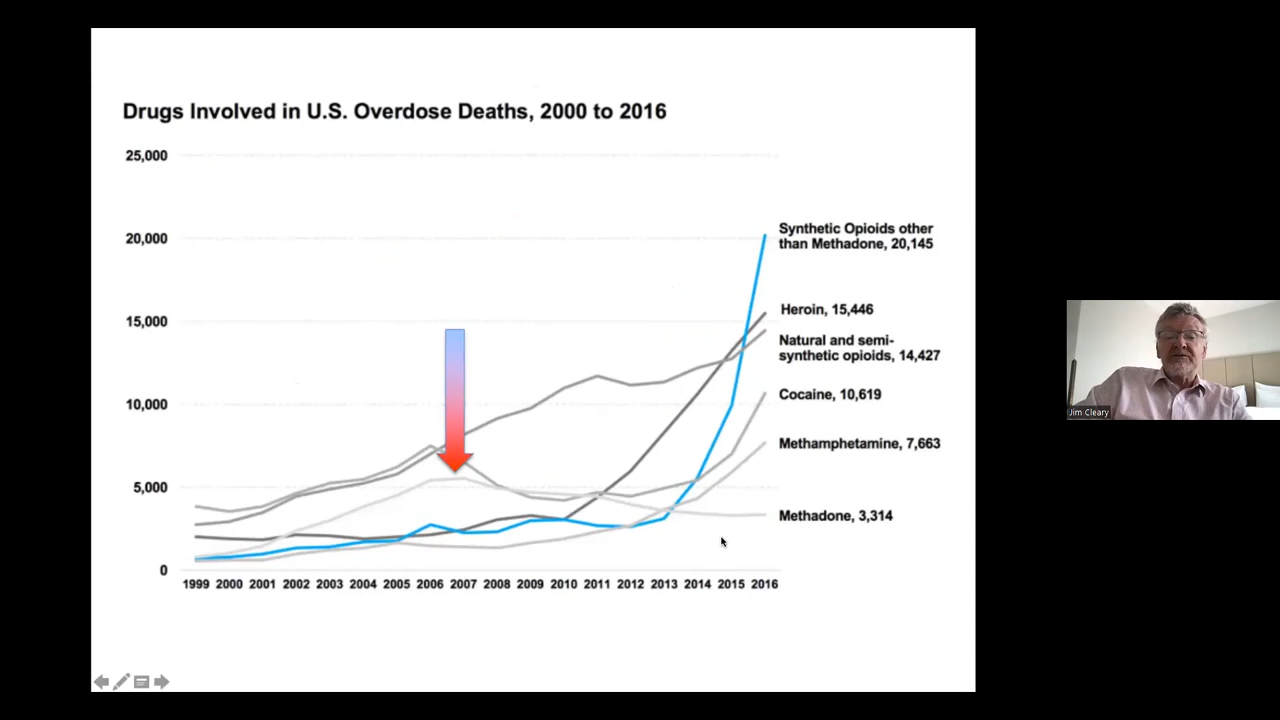 Drugs Involved in U.S. Overdose Deaths, 2000 to 2016
25,000
20,000
15,000
10,000
5,000
0
Synthetic Opioids other
than Methadone, 20,145
Heroin, 15,446
Natural and semi-
synthetic opioids, 14,427
Cocaine, 10,619
Methamphetamine, 7,663
Methadone, 3,314
1999 2000 2001 2002 2003 2004 2005 2006 2007 2008 2009 2010 2011 2012 2013 2014 2015 2016
Jim Cleary